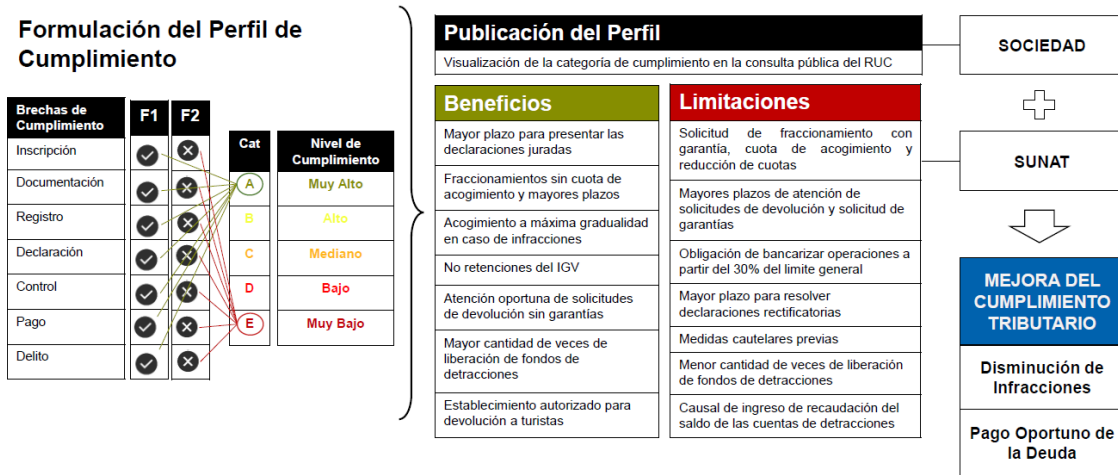 Formulación del Perfil de
Cumplimiento
Brechas de
Cumplimiento
F1
F2
Inscripción
Documentación
Registro
Declaración
Control
Pago
Delito
Cat
Nivel de
Cumplimiento
A
Muy Alto
B
Alto
C
Mediano
D
Bajo
E
Muy Bajo
Publicación del Perfil
Visualización de la categoría de cumplimiento en la consulta pública del RUC
Beneficios
Mayor plazo para presentar las
declaraciones juradas
Fraccionamientos sin cuota de
acogimiento y mayores plazos
Acogimiento a máxima gradualidad
en caso de infracciones
No retenciones del IGV
Atención oportuna de solicitudes
de devolución sin garantías
Mayor cantidad de veces de
liberación de fondos de
detracciones
Establecimiento autorizado para
devolución a turistas
Limitaciones
Solicitud de fraccionamiento con
garantía, cuota de acogimiento y
reducción de cuotas
Mayores plazos de atención de
solicitudes de devolución y solicitud de
garantías
Obligación de bancarizar operaciones a
partir del 30% del limite general
Mayor plazo para resolver
declaraciones rectificatorias
Medidas cautelares previas
Menor cantidad de veces de liberación
de fondos de detracciones
Causal de ingreso de recaudación del
saldo de las cuentas de detracciones
SOCIEDAD
SUNAT
MEJORA DEL
CUMPLIMIENTO
TRIBUTARIO
Disminución de
Infracciones
Pago Oportuno de
la Deuda